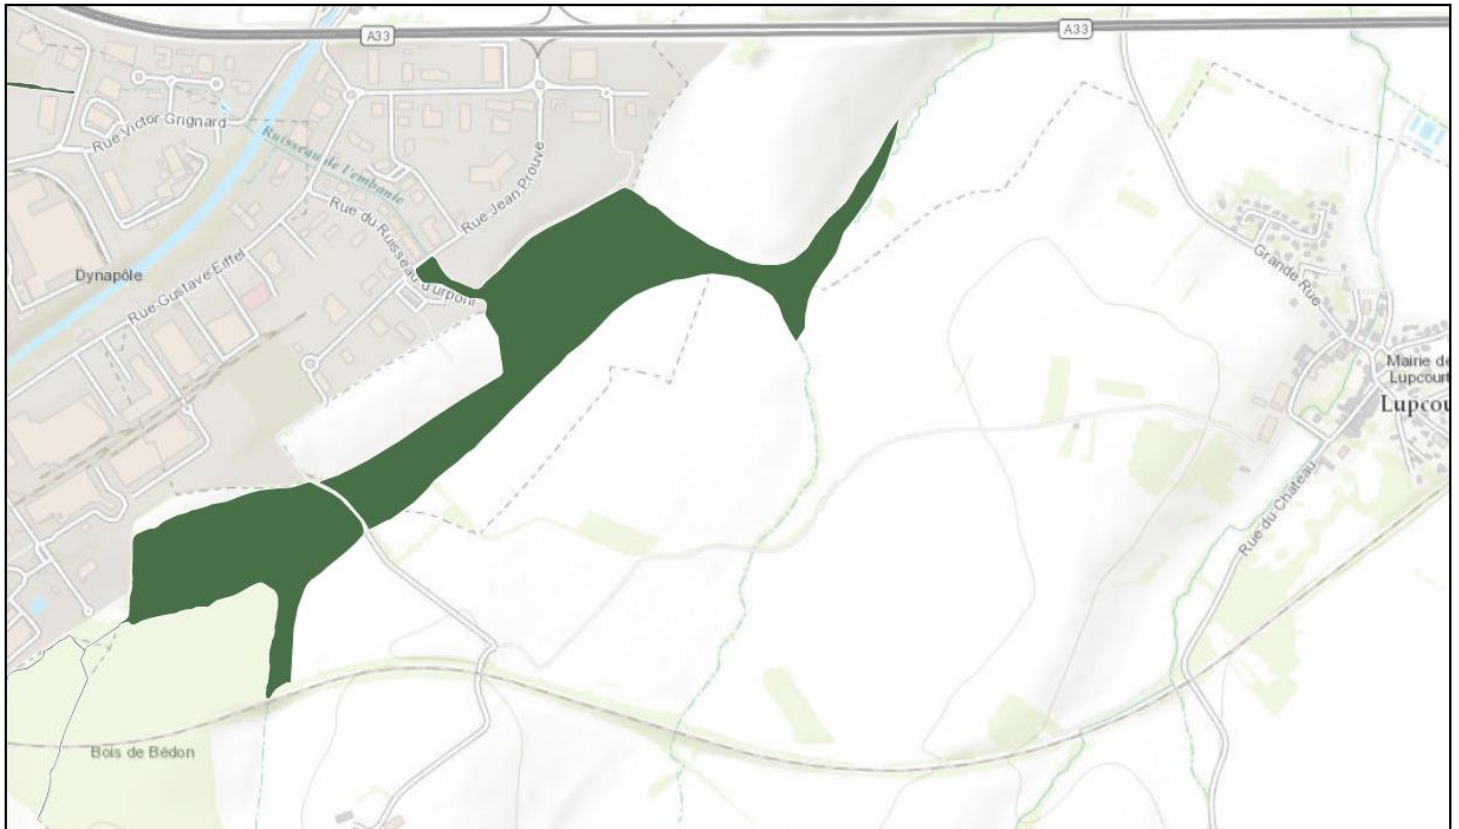 A33
A33
Rue Victor Grignard
Ruisseau de l'embanie
Rue du Ruisseau d'urpont
Rue Jean Prouvé
Dynapôle
Rue Gustave Eiffel
Grande Rue
Mairie de
Lupcourt
Lupcou
Rue du Château
Bois de Bédon